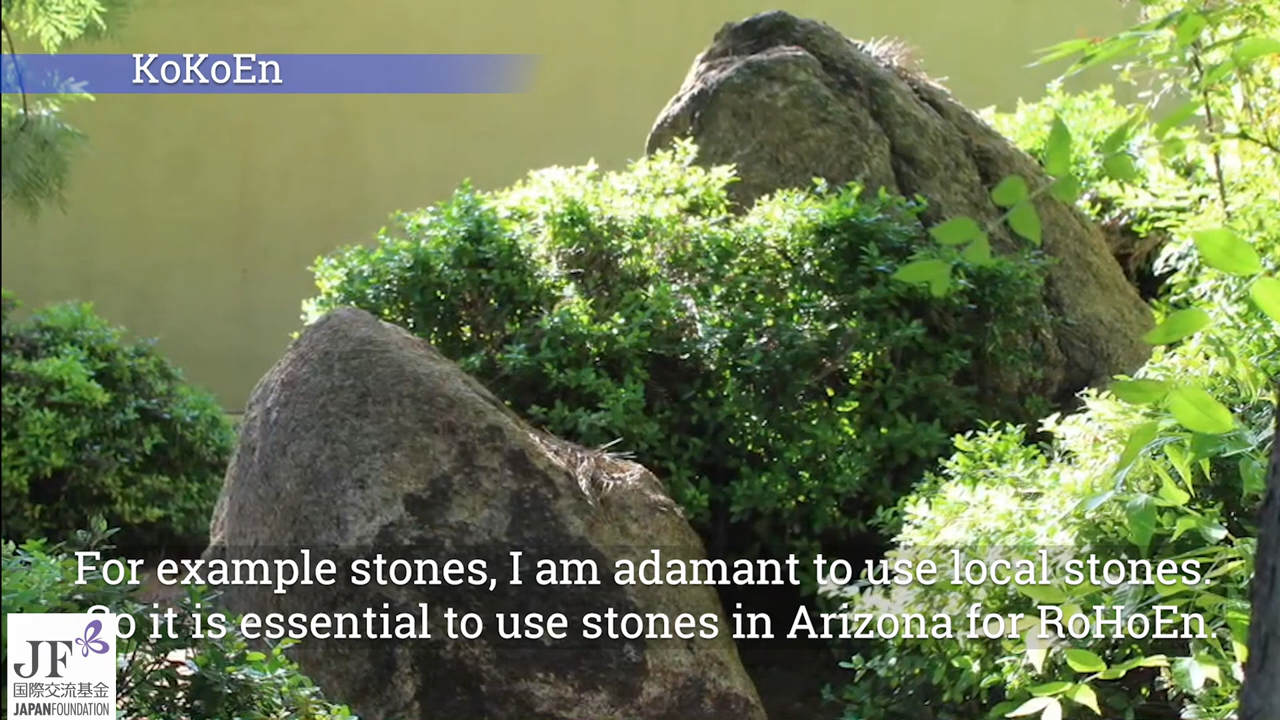 KoKoEn
For example stones, I am adamant to use local stones.
So it is essential to use stones in Arizona for RoHoEn.
JF
国際交流基金
JAPANFOUNDATION